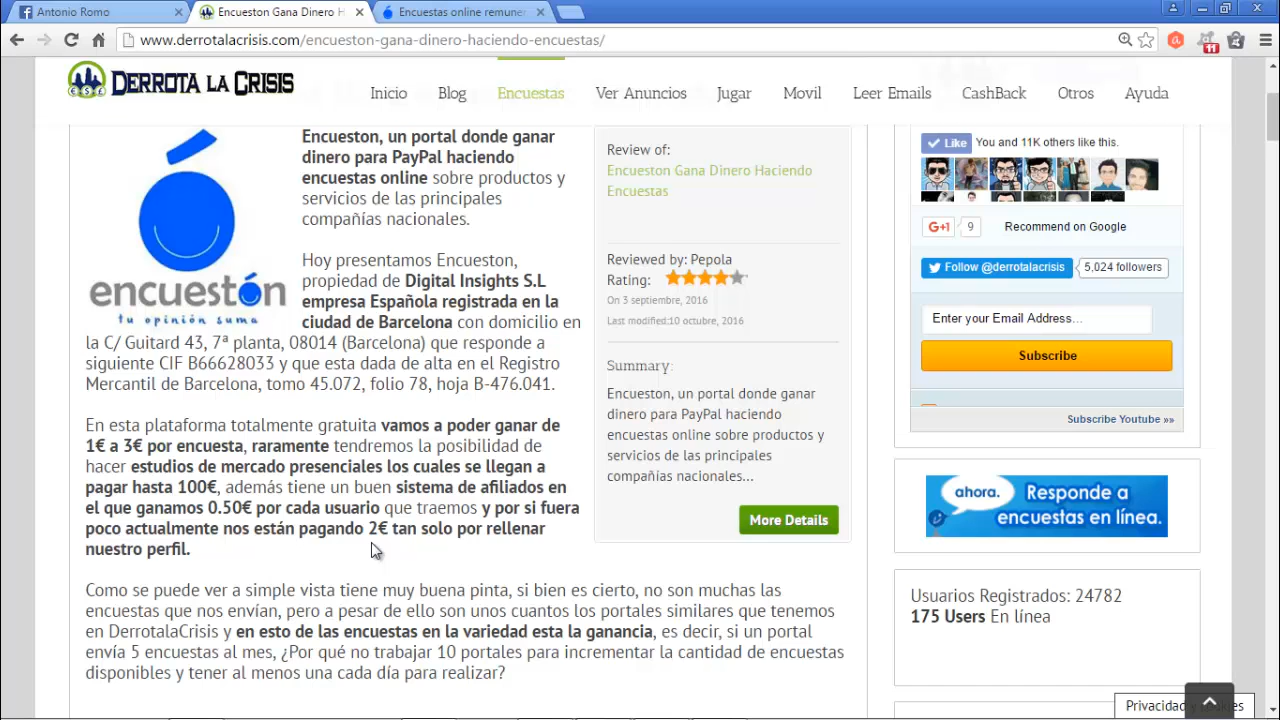 Antonio Romo
Encueston Gana Dinero H
Encuestas online remuner
www.derrotalacrisis.com/encueston-gana-dinero-haciendo-encuestas/
11
DERROTA LA CRISIS
Inicio
Blog
Encuestas
Ver Anuncios
Jugar
Movil
Leer Emails
CashBack
Otros
Ayuda
encuestón
tu opinión suma
Encueston, un portal donde ganar
dinero para PayPal haciendo
encuestas online sobre productos y
servicios de las principales
compañías nacionales.
Hoy presentamos Encueston,
propiedad de Digital Insights S.L
empresa Española registrada en la
ciudad de Barcelona con domicilio en
la C/ Guitard 43, 7ª planta, 08014 (Barcelona) que responde a
siguiente CIF B66628033 y que esta dada de alta en el Registro
Mercantil de Barcelona, tomo 45.072, folio 78, hoja B-476.041.
En esta plataforma totalmente gratuita vamos a poder ganar de
1€ a 3€ por encuesta, raramente tendremos la posibilidad de
hacer estudios de mercado presenciales los cuales se llegan a
pagar hasta 100€, además tiene un buen sistema de afiliados en
el que ganamos 0.50€ por cada usuario que traemos y por si fuera
poco actualmente nos están pagando 2€ tan solo por rellenar
nuestro perfil.
Como se puede ver a simple vista tiene muy buena pinta, si bien es cierto, no son muchas las
encuestas que nos envían, pero a pesar de ello son unos cuantos los portales similares que tenemos
en DerrotalaCrisis y en esto de las encuestas en la variedad esta la ganancia, es decir, si un portal
envía 5 encuestas al mes, ¿Por qué no trabajar 10 portales para incrementar la cantidad de encuestas
disponibles y tener al menos una cada día para realizar?
Review of:
Encueston Gana Dinero Haciendo
Encuestas
Reviewed by: Pepola
Rating:
On 3 septiembre, 2016
Last modified:10 octubre, 2016
Summary:
Encueston, un portal donde ganar
dinero para PayPal haciendo
encuestas online sobre productos y
servicios de las principales
compañías nacionales...
More Details
Like
You and 11K others like this.
G+1
9
Recommend on Google
Follow @derrotalacrisis
5,024 followers
Enter your Email Address...
Subscribe
Subscribe Youtube »»
ahora.
Responde a
encuestas en línea.
Usuarios Registrados: 24782
175 Users En línea
Privacidad y cookies